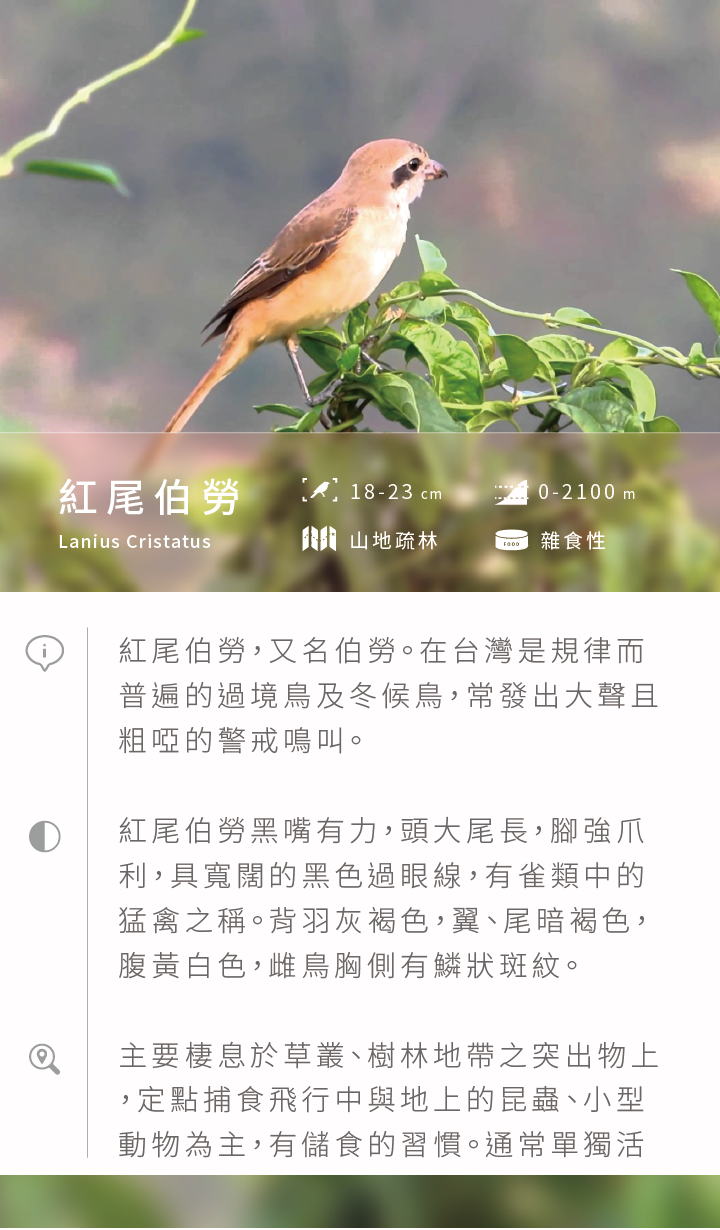 紅尾伯勞
Lanius Cristatus
18-23 cm
0-2100 m
山地疏林
FOOD
雜食性
i
紅尾伯勞，又名伯勞。在台灣是規律而
普遍的過境鳥及冬候鳥，常發出大聲且
粗啞的警戒鳴叫。
紅尾伯勞黑嘴有力，頭大尾長，腳強爪
利，具寬闊的黑色過眼線，有雀類中的
猛禽之稱。背羽灰褐色，翼、尾暗褐色，
腹黃白色，雌鳥胸側有鱗狀斑紋。
主要棲息於草叢、樹林地帶之突出物上
，定點捕食飛行中與地上的昆蟲、小型
動物為主，有儲食的習慣。通常單獨活